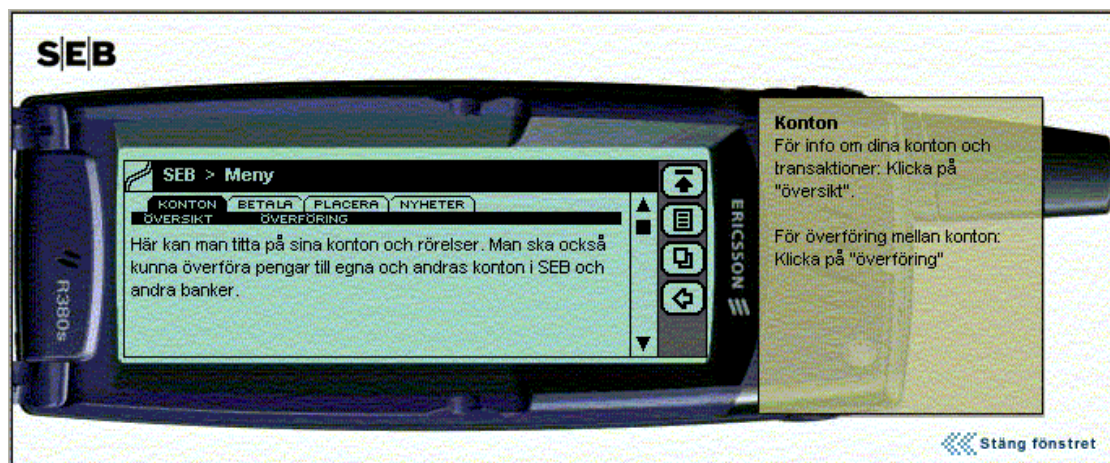 S|E|B
SEB > Meny
KONTON BETALA PLACERA NYHETER
ÖVERSIKT ÖVERFÖRING
Här kan man titta på sina konton och rörelser. Man ska också
kunna överföra pengar till egna och andras konton i SEB och
andra banker.
R380s
ERICSSON
Konton
För info om dina konton och
transaktioner: Klicka på
"översikt".
För överföring mellan konton:
Klicka på "överföring"
Stäng fönstret